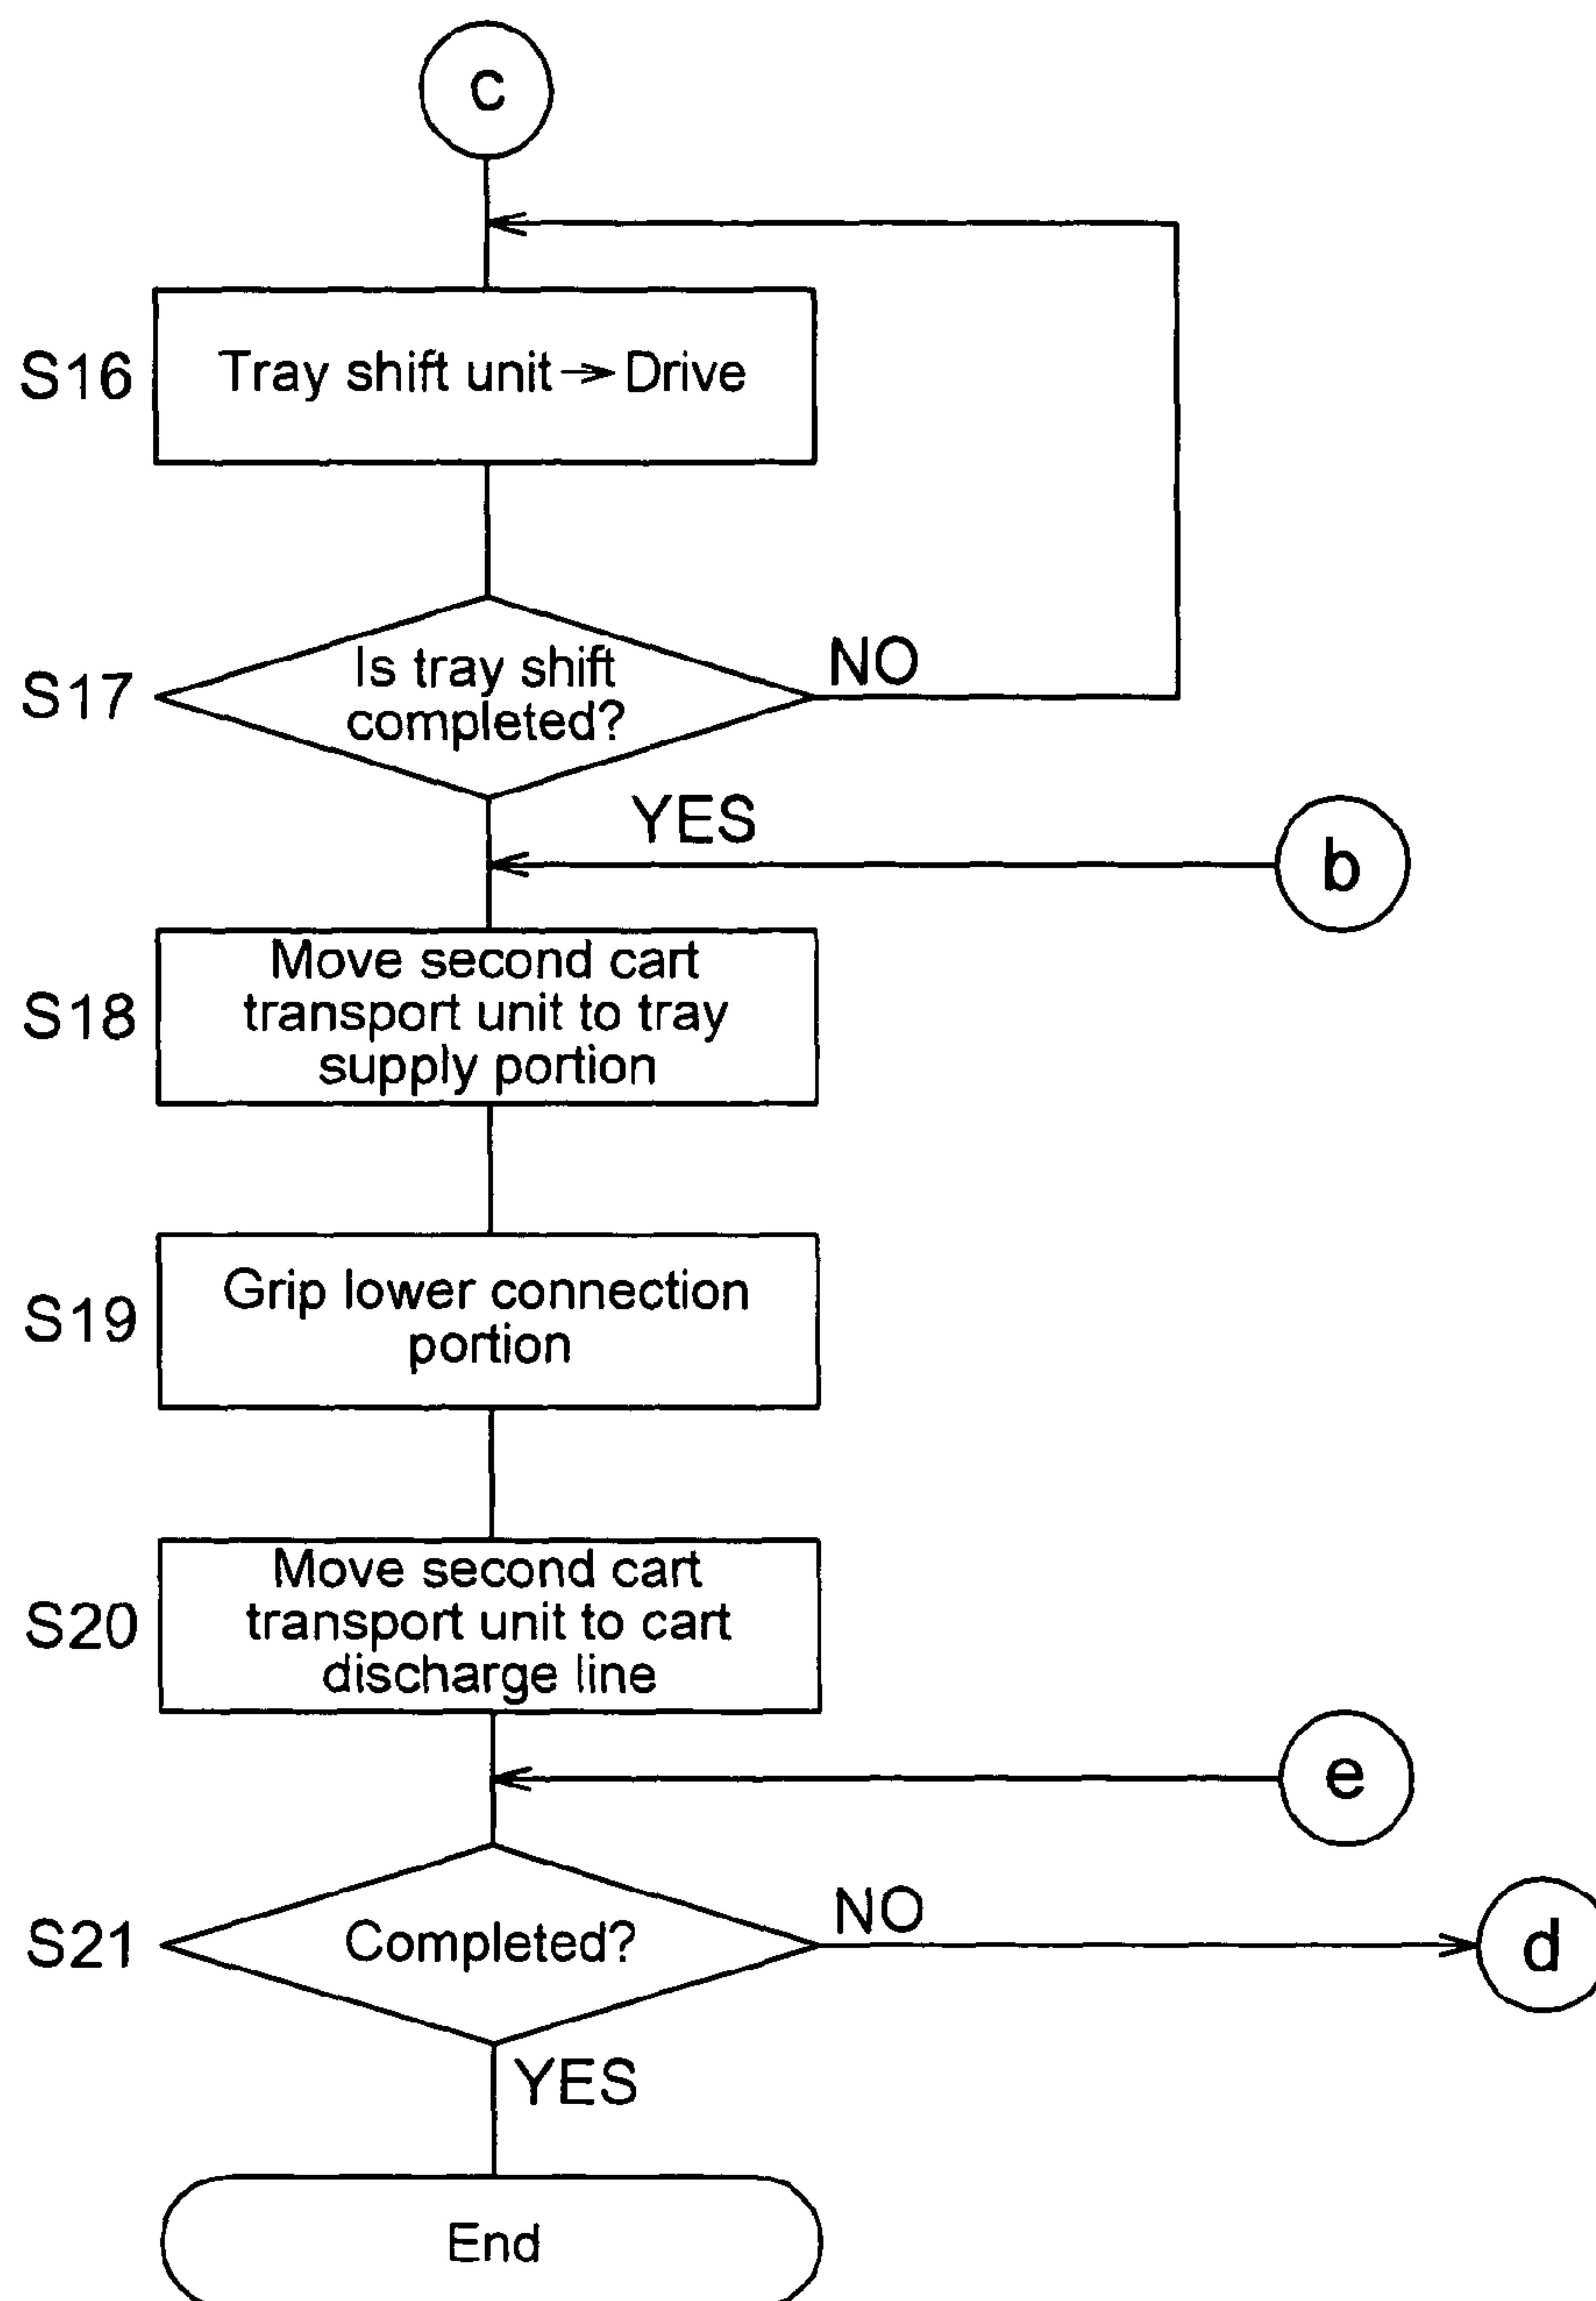 c
S16
Tray shift unit → Drive
S17
Is tray shift
completed?
NO
YES
b
S18
Move second cart
transport unit to tray
supply portion
S19
Grip lower connection
portion
S20
Move second cart
transport unit to cart
discharge line
e
S21
Completed?
NO
d
YES
End